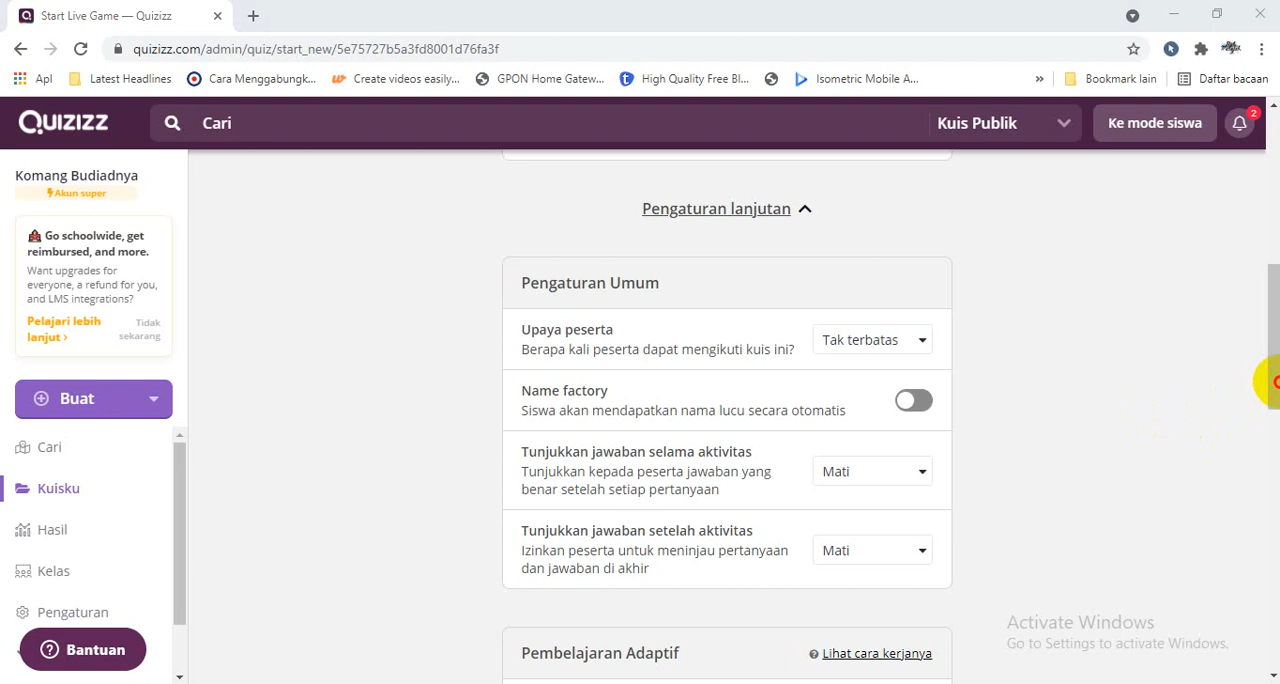 Start Live Game — Quizizz
quizizz.com/admin/quiz/start_new/5e75727b5a3fd8001d76fa3f
Apl
Latest Headlines
Cara Menggabungk...
Create videos easily,...
GPON Home Gatew...
High Quality Free Bl...
Isometric Mobile A...
»
Bookmark lain
Daftar bacaan
QUIZIZZ
Cari
Kuis Publik
Ke mode siswa
2
Komang Budiadnya
Akun super
Go schoolwide, get
reimbursed, and more.
Want upgrades for
everyone, a refund for you,
and LMS integrations?
Pelajari lebih
lanjut ›
Tidak
sekarang
Buat
Cari
Kuisku
Hasil
Kelas
Pengaturan
Bantuan
Pengaturan lanjutan
Pengaturan Umum
Upaya peserta
Berapa kali peserta dapat mengikuti kuis ini?
Tak terbatas
Name factory
Siswa akan mendapatkan nama lucu secara otomatis
Tunjukkan jawaban selama aktivitas
Tunjukkan kepada peserta jawaban yang
benar setelah setiap pertanyaan
Mati
Tunjukkan jawaban setelah aktivitas
Izinkan peserta untuk meninjau pertanyaan
dan jawaban di akhir
Mati
Pembelajaran Adaptif
Lihat cara kerjanya
Activate Windows
Go to Settings to activate Windows.